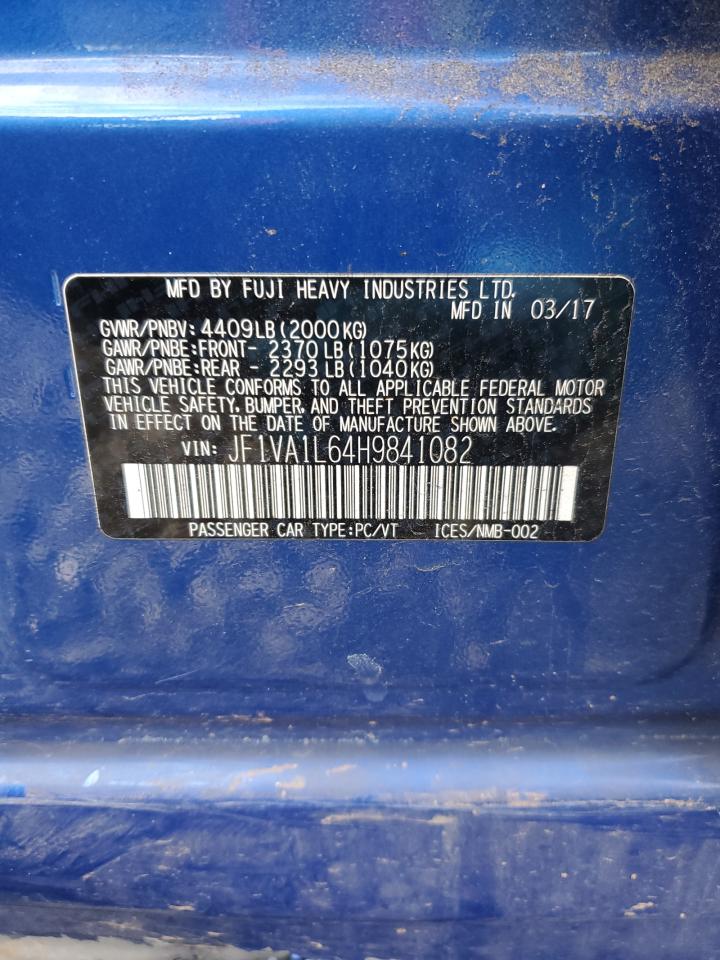 MFD BY FUJI HEAVY INDUSTRIES LTD.
MFD IN 03/17
GVWR/PNBV: 4409LB(2000KG)
GAWR/PNBE:FRONT- 2370 LB(1075KG)
GAWR/PNBE:REAR - 2293 LB(1040KG)
THIS VEHICLE CONFORMS TO ALL APPLICABLE FEDERAL MOTOR
VEHICLE SAFETY, BUMPER, AND THEFT PREVENTION STANDARDS
IN EFFECT ON THE DATE OF MANUFACTURE SHOWN ABOVE.
VIN: JF1VA1L64H9841082
PASSENGER CAR TYPE:PC/VT ICES/NMB-002